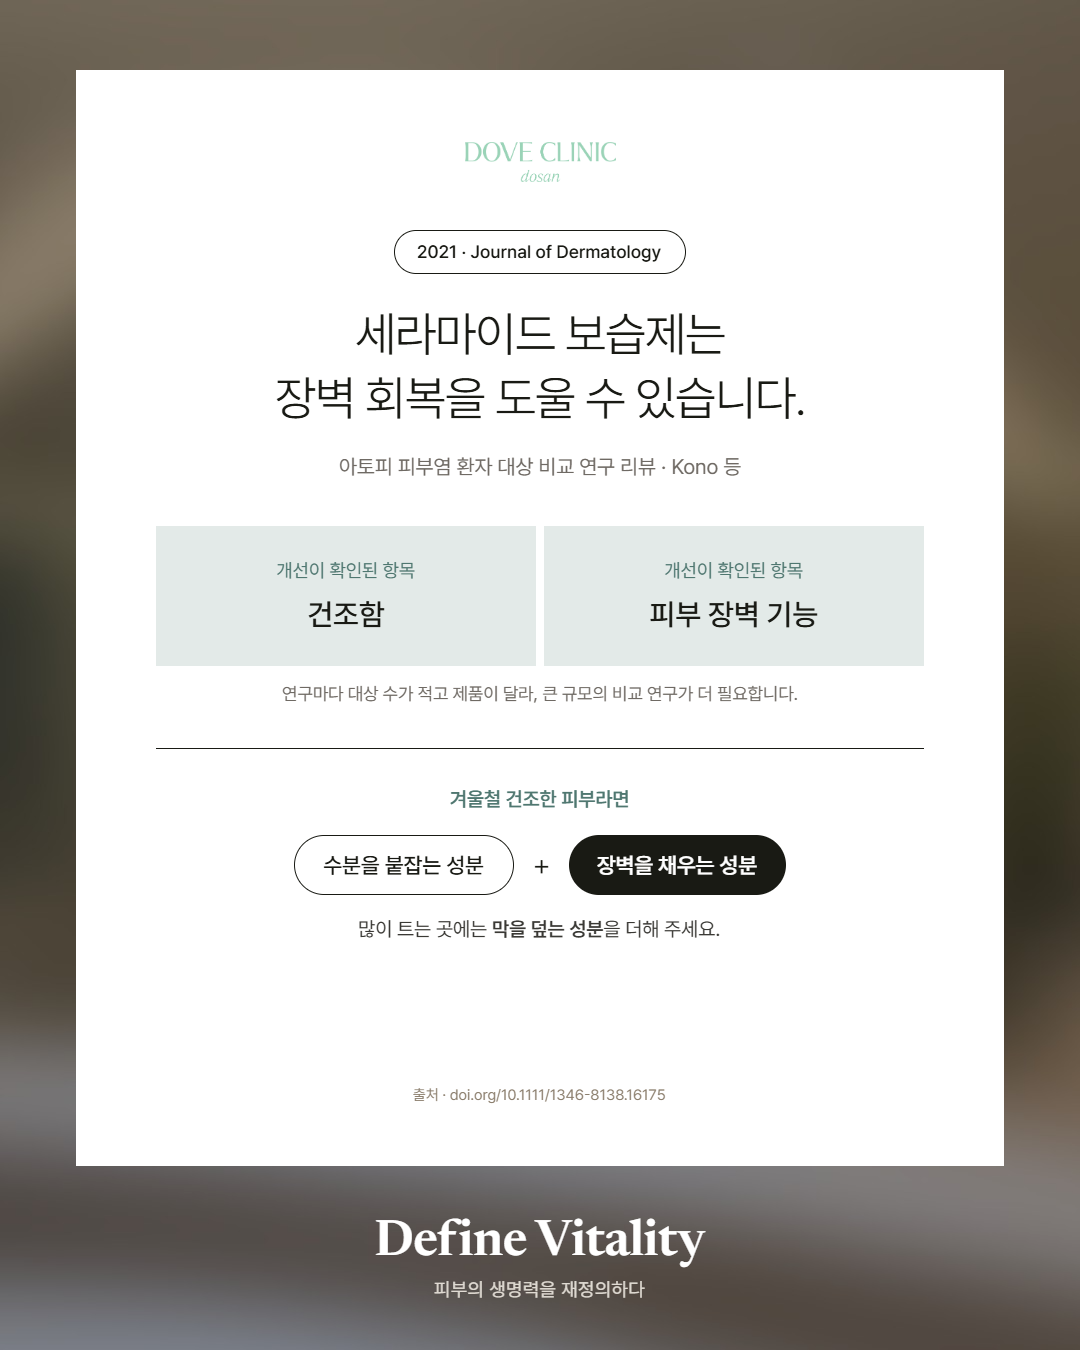 DOVE CLINIC
dosan
2021 · Journal of Dermatology
세라마이드 보습제는
장벽 회복을 도울 수 있습니다.
아토피 피부염 환자 대상 비교 연구 리뷰 · Kono 등
개선이 확인된 항목
건조함
개선이 확인된 항목
피부 장벽 기능
연구마다 대상 수가 적고 제품이 달라, 큰 규모의 비교 연구가 더 필요합니다.
겨울철 건조한 피부라면
수분을 붙잡는 성분 + 장벽을 채우는 성분
많이 트는 곳에는 막을 덮는 성분을 더해 주세요.
출처 · doi.org/10.1111/1346-8138.16175
Define Vitality
피부의 생명력을 재정의하다